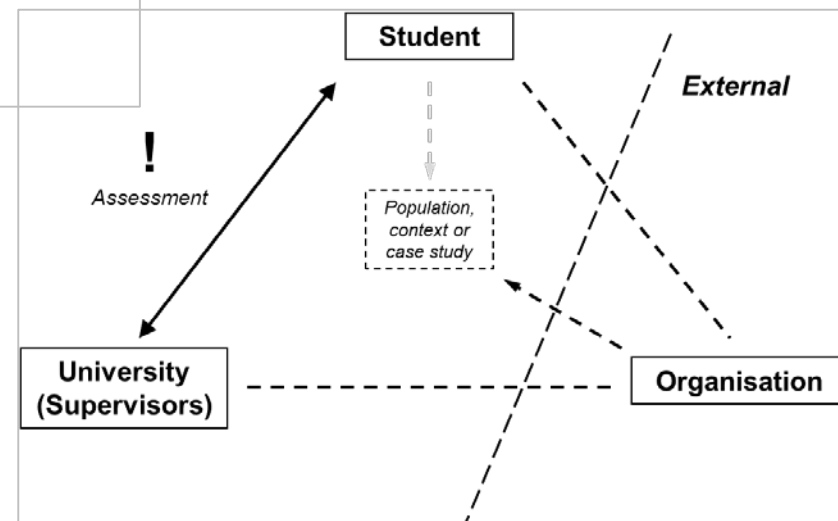 Student
External
!
Assessment
Population,
context or
case study
University
(Supervisors)
Organisation